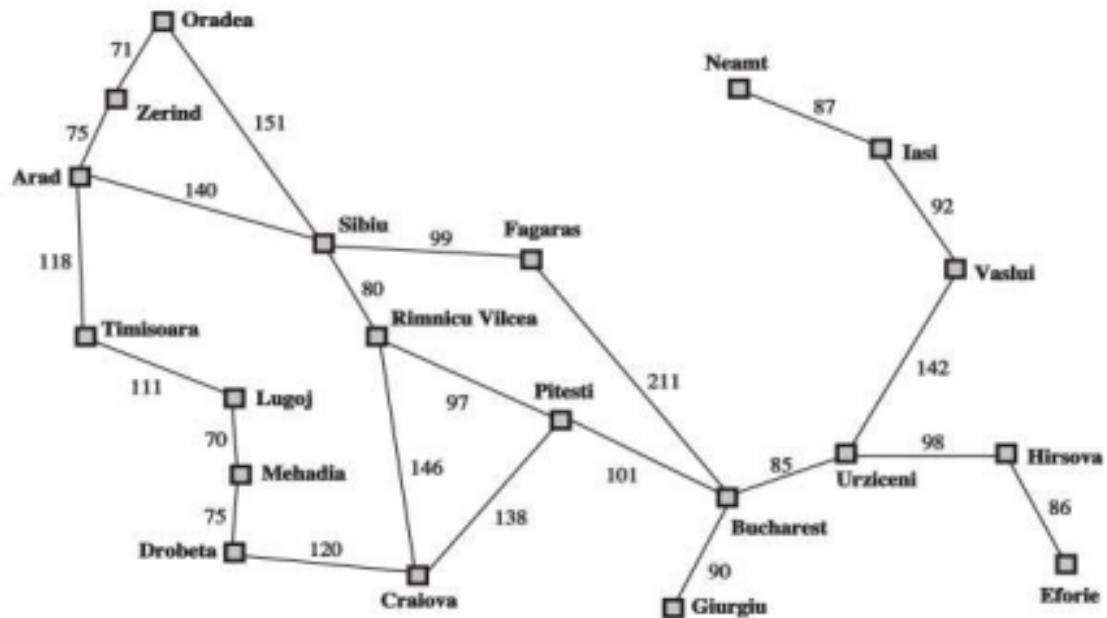 Oradea
71
Neamt
87
Zerind
75
151
Iasi
Arad
140
92
Sibiu
99
Fagaras
118
80
Vaslui
Timisoara
Rimnicu Vilcea
111
Lugoj
97
Pitesti
211
142
70
98
Hirsova
Mehadia
146
101
85
Urziceni
75
138
86
Bucharest
Drobeta
120
90
Craiova
Giurgiu
Eforie